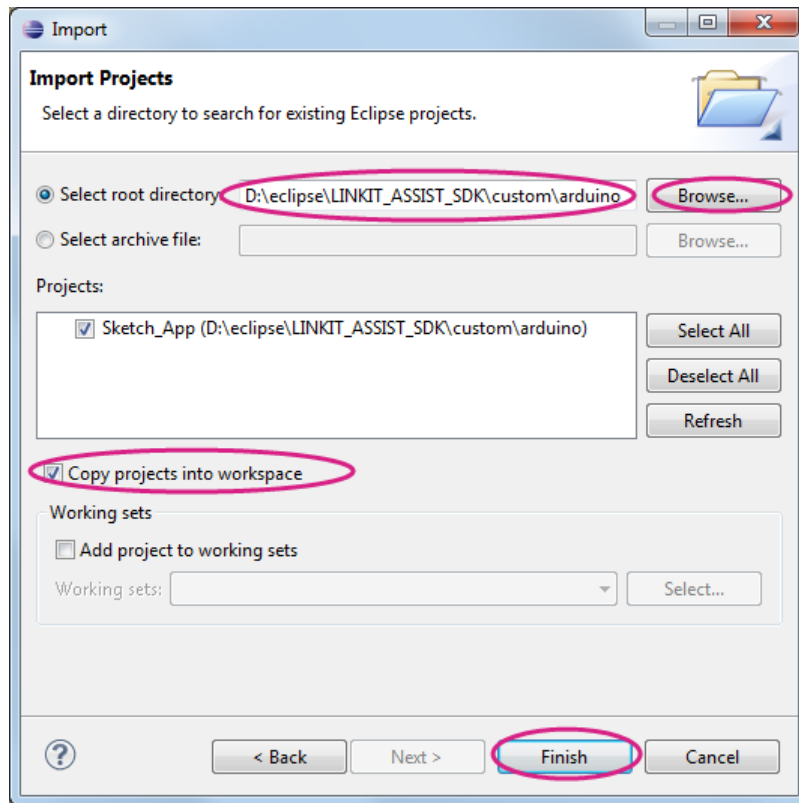 Import
Import Projects
Select a directory to search for existing Eclipse projects.
Select root directory: D:\eclipse\LINKIT_ASSIST_SDK\custom\arduino Browse...
Select archive file: Browse...
Projects:
Sketch_App (D:\eclipse\LINKIT_ASSIST_SDK\custom\arduino)
Select All
Deselect All
Refresh
Copy projects into workspace
Working sets
Add project to working sets
Working sets: Select...
? < Back Next > Finish Cancel